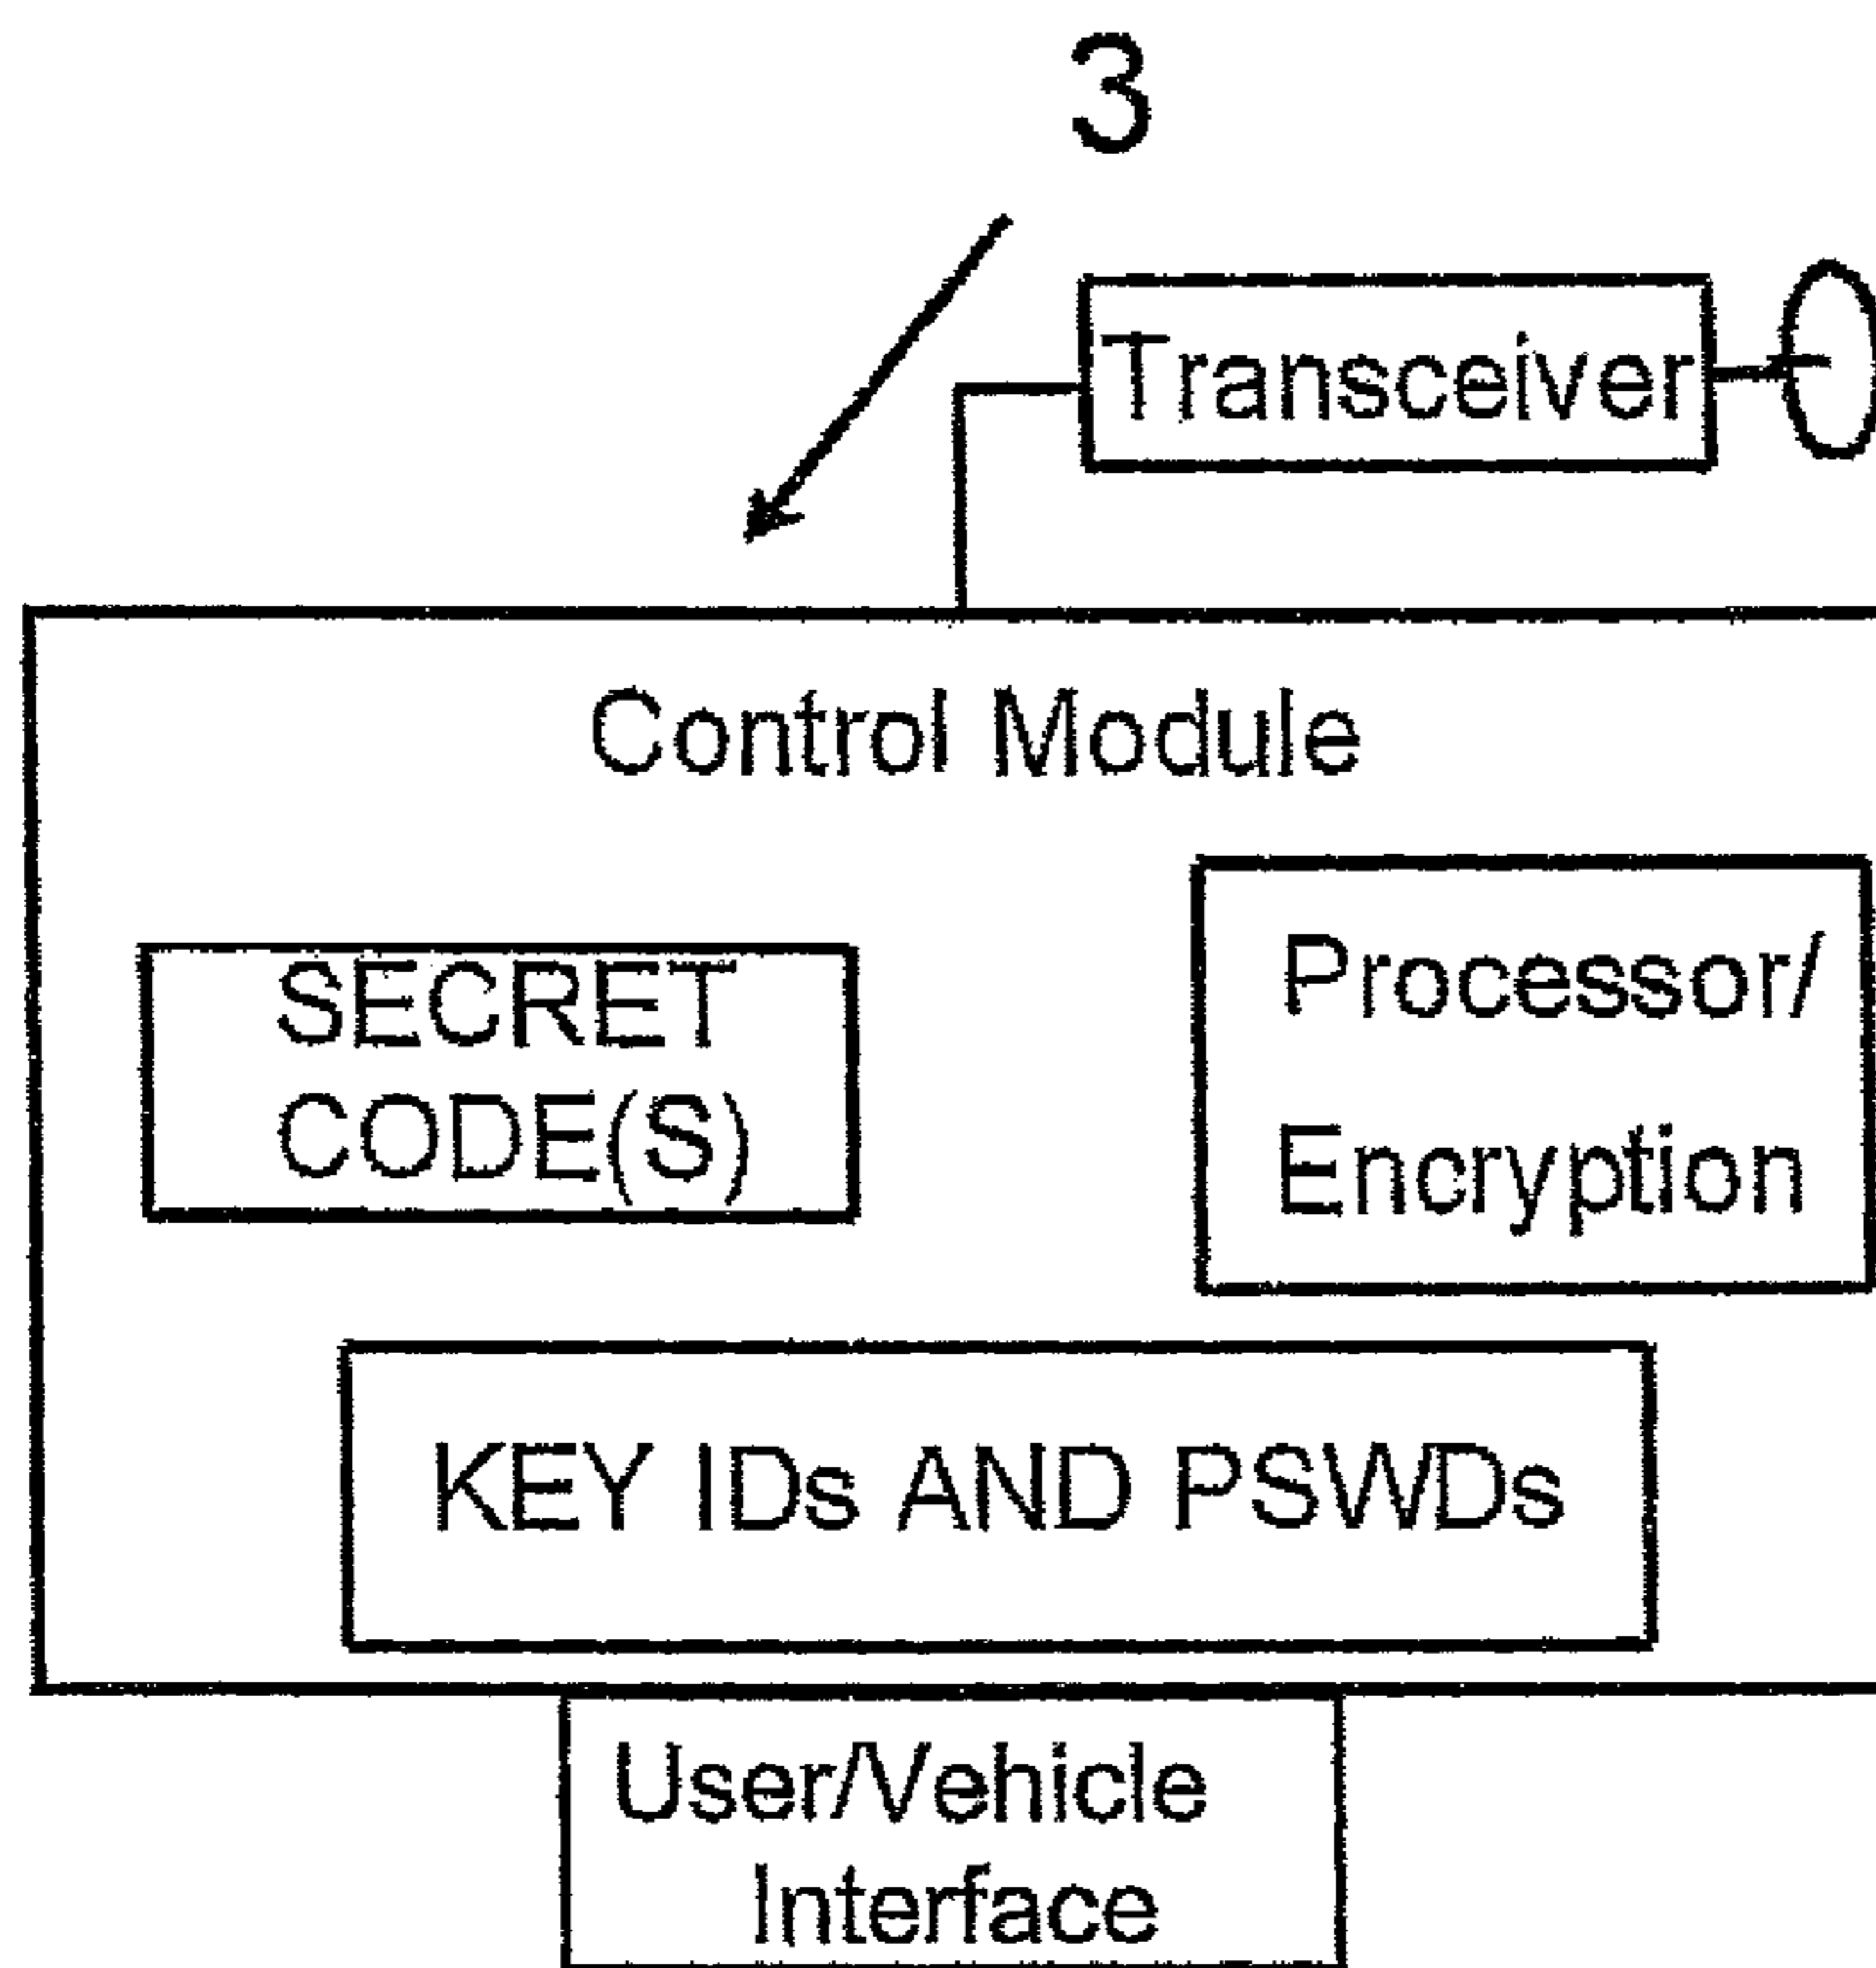 3
Transceiver
Control Module
SECRET
CODE(S)
Processor/
Encryption
KEY IDs AND PSWDs
User/Vehicle
Interface